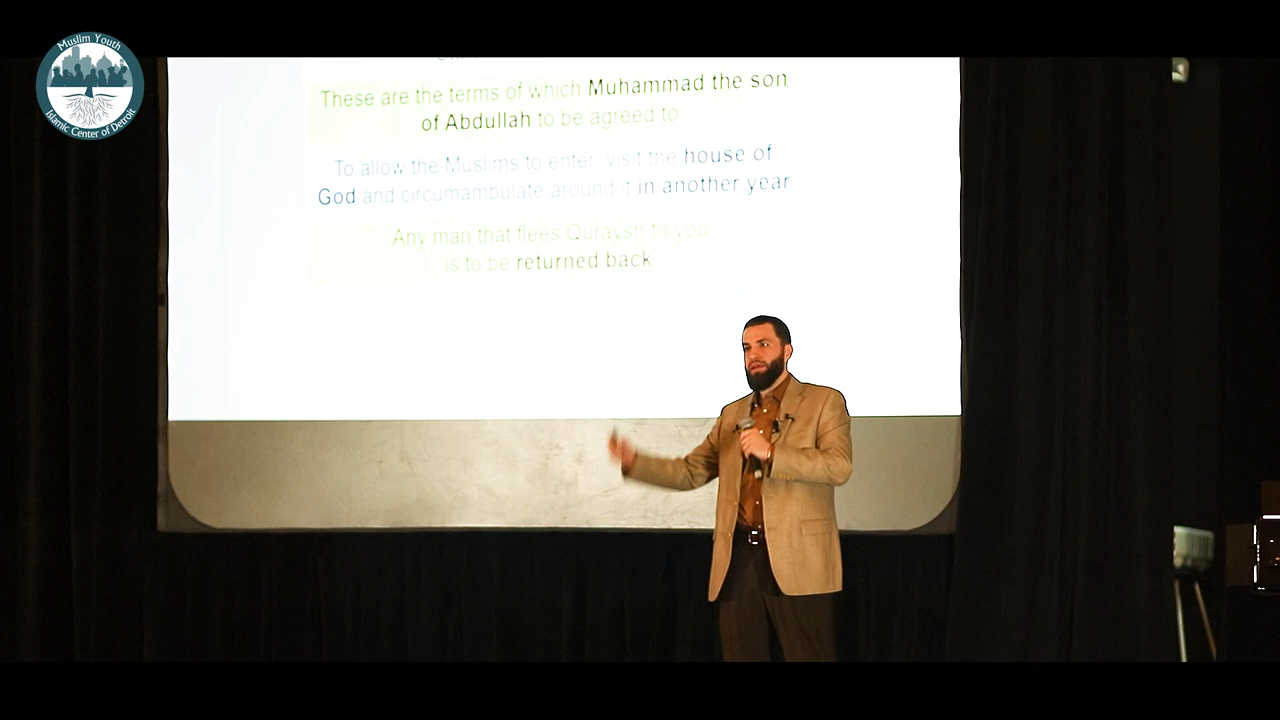 Muslim Youth
Islamic Center of Detroit
These are the terms of which Muhammad the son
of Abdullah to be agreed to
To allow the Muslims to enter, visit the house of
God and circumambulate around it in another year
Any man that flees Quraysh to you
is to be returned back